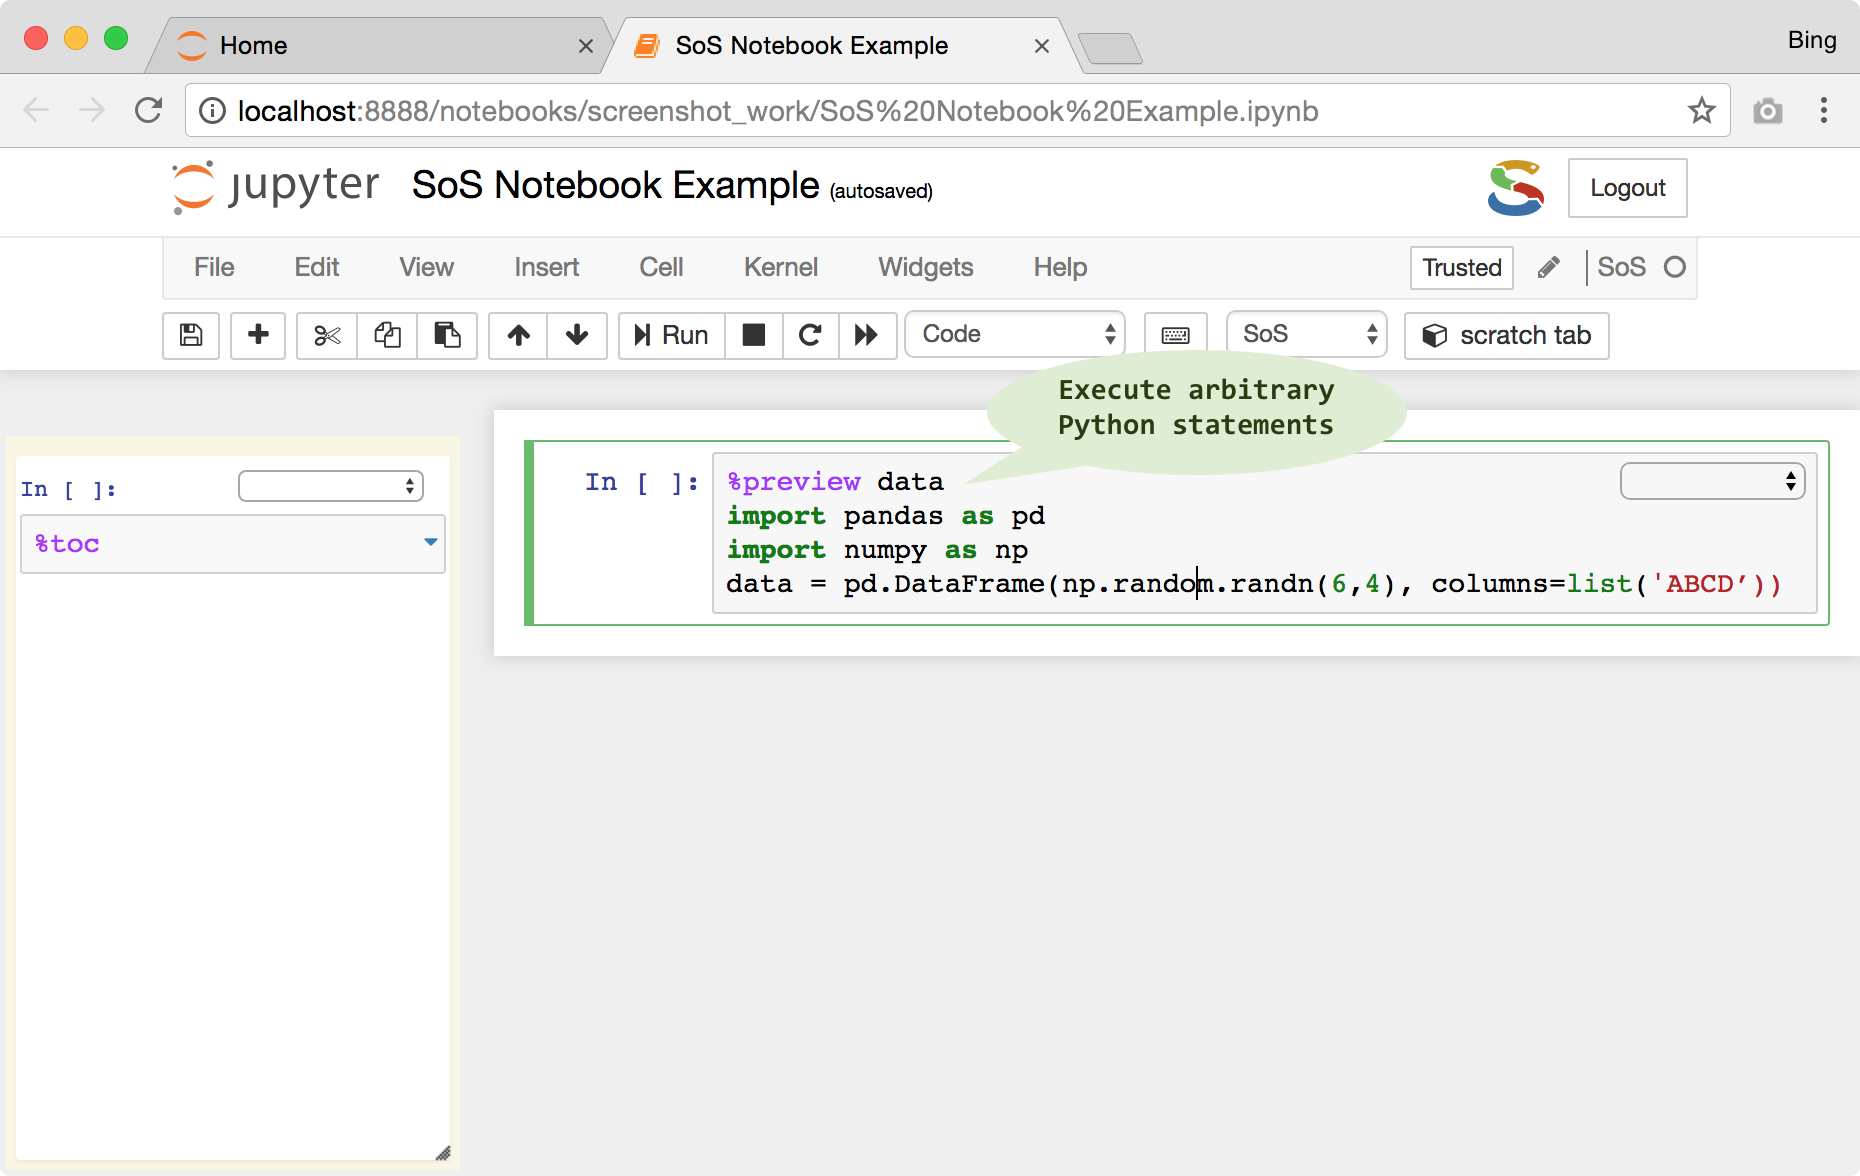 Home
SoS Notebook Example
Bing
localhost:8888/notebooks/screenshot_work/SoS%20Notebook%20Example.ipynb
jupyter SoS Notebook Example (autosaved)
Logout
File Edit View Insert Cell Kernel Widgets Help
Trusted
SoS
Run
Code
SoS
scratch tab
Execute arbitrary
Python statements
In [ ]:
%toc
In [ ]:
%preview data
import pandas as pd
import numpy as np
data = pd.DataFrame(np.random.randn(6,4), columns=list('ABCD’))